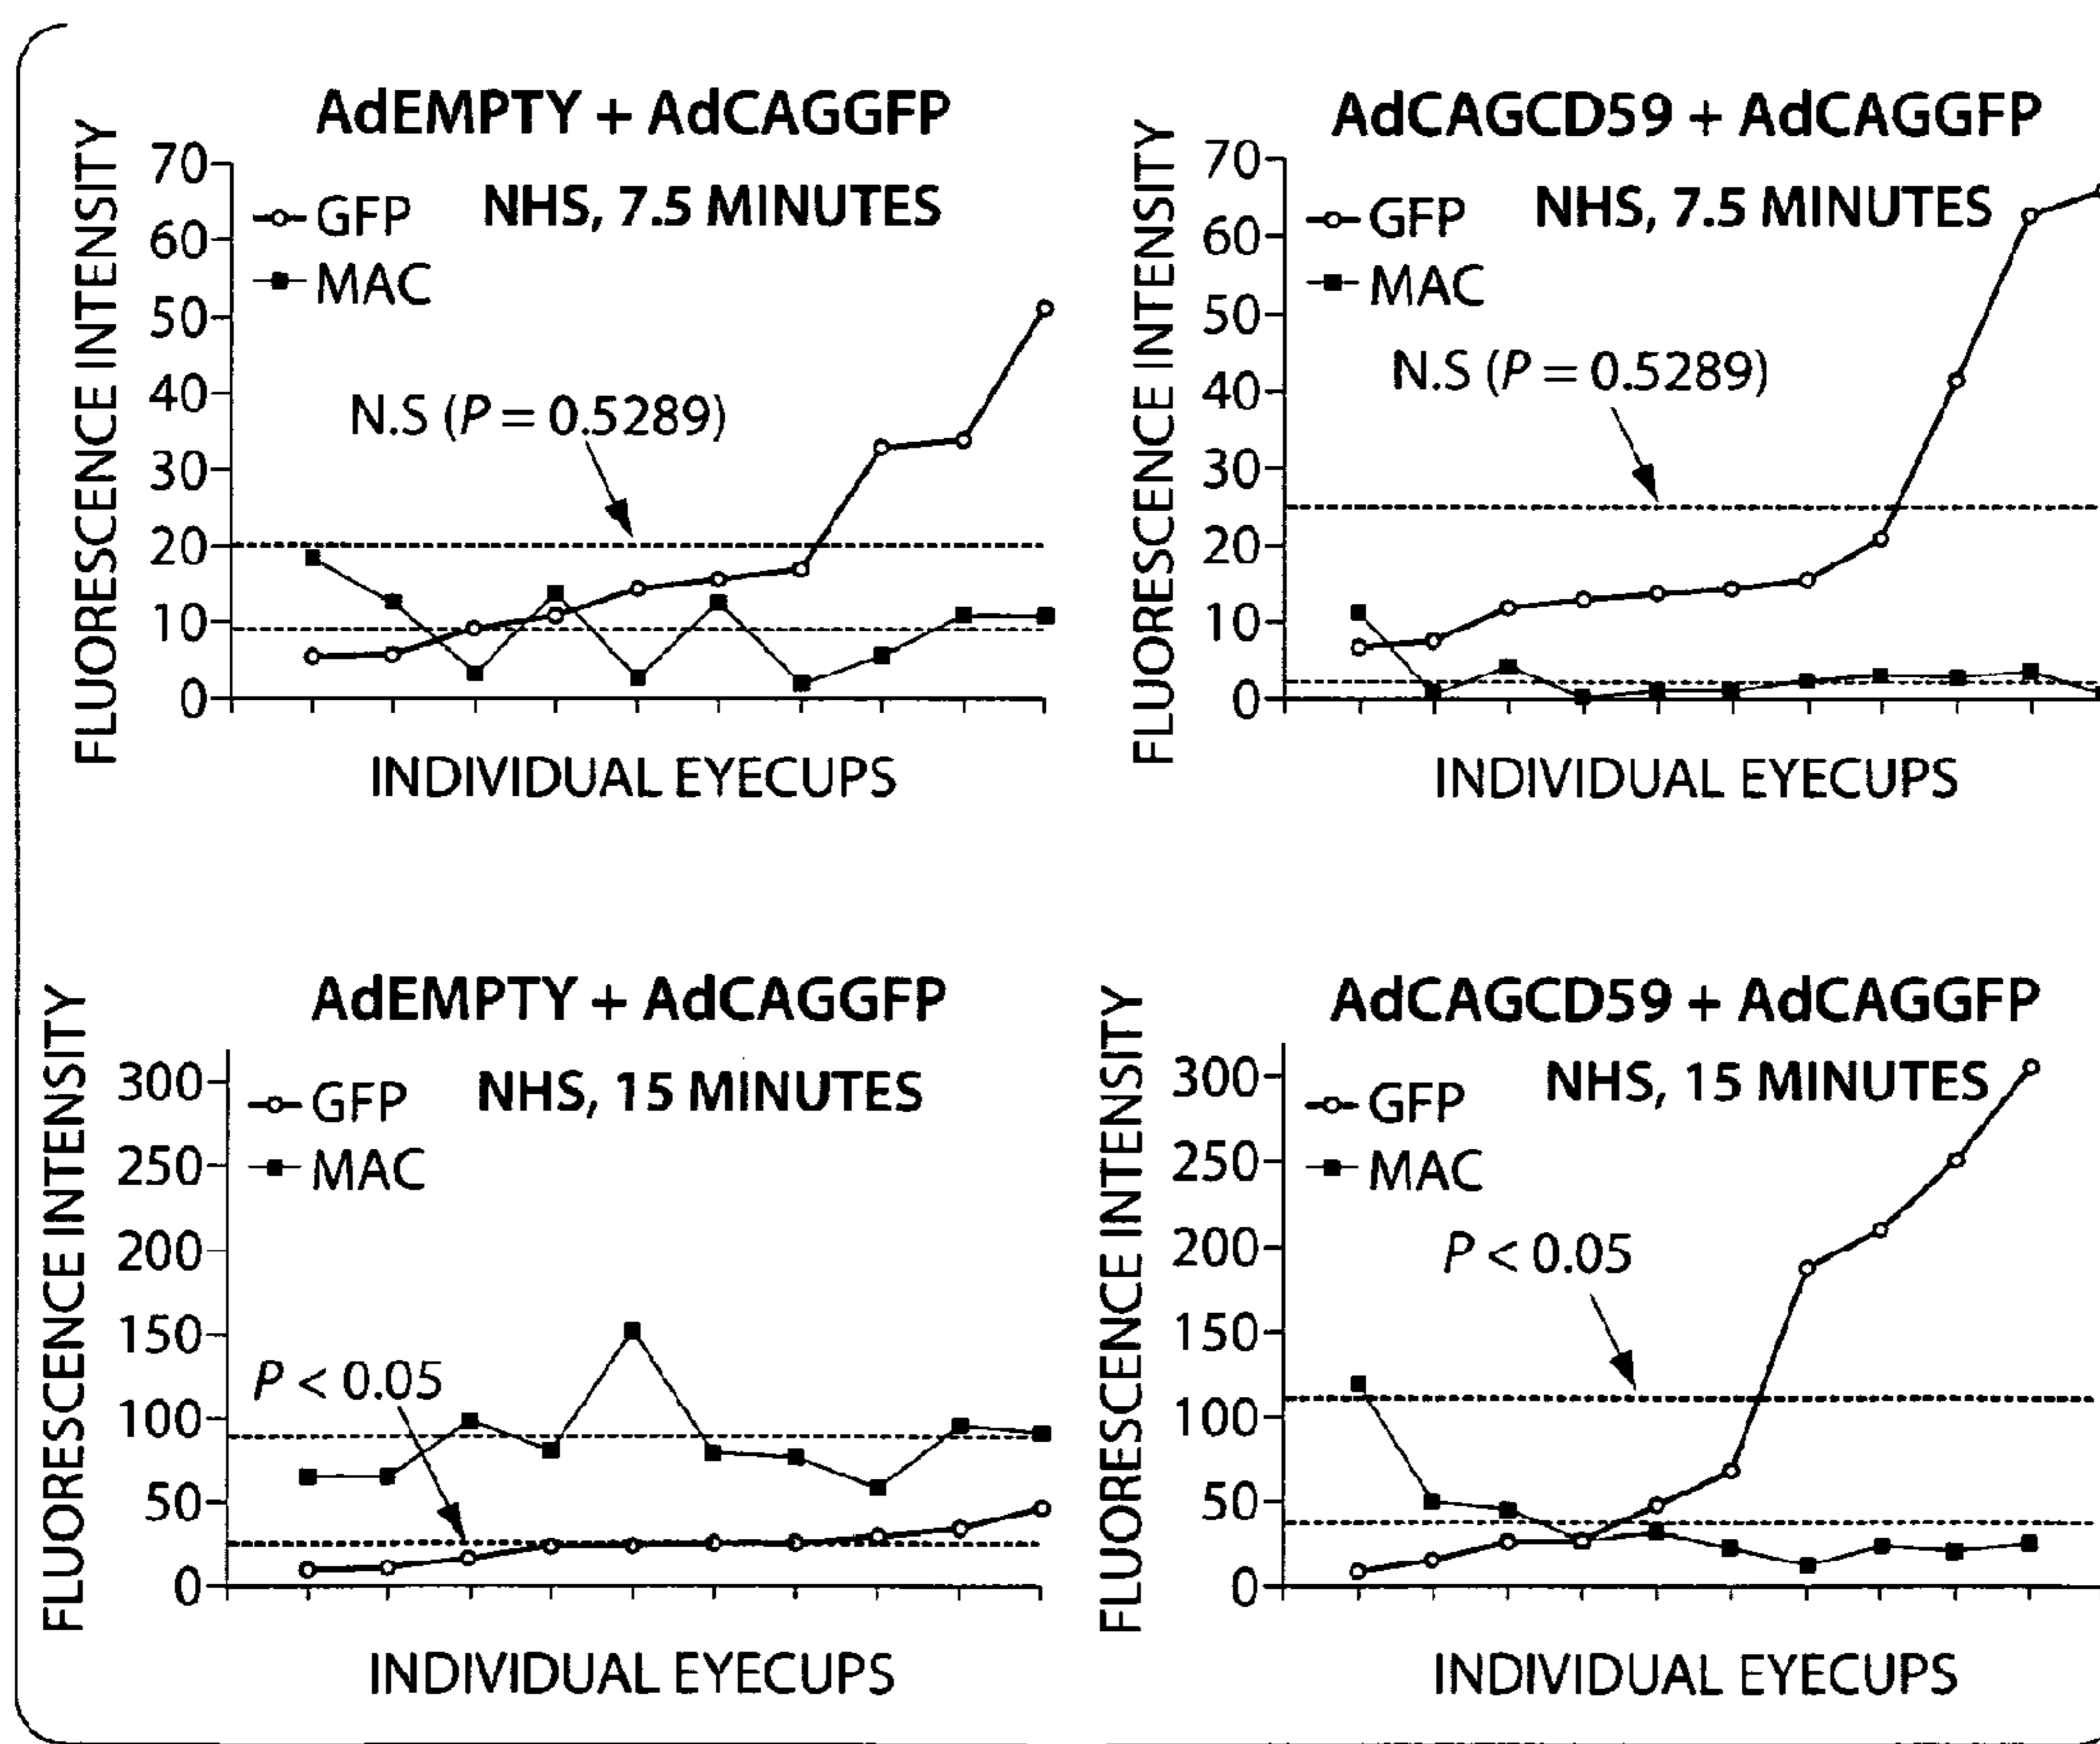 AdEMPTY + AdCAGGFP
FLUORESCENCE INTENSITY
70
60
50
40
30
20
10
0
GFP
MAC
NHS, 7.5 MINUTES
N.S (P = 0.5289)
INDIVIDUAL EYECUPS
AdCAGCD59 + AdCAGGFP
FLUORESCENCE INTENSITY
70
60
50
40
30
20
10
0
GFP
MAC
NHS, 7.5 MINUTES
N.S (P = 0.5289)
INDIVIDUAL EYECUPS
AdEMPTY + AdCAGGFP
FLUORESCENCE INTENSITY
300
250
200
150
100
50
0
GFP
MAC
NHS, 15 MINUTES
P < 0.05
INDIVIDUAL EYECUPS
AdCAGCD59 + AdCAGGFP
FLUORESCENCE INTENSITY
300
250
200
150
100
50
0
GFP
MAC
NHS, 15 MINUTES
P < 0.05
INDIVIDUAL EYECUPS